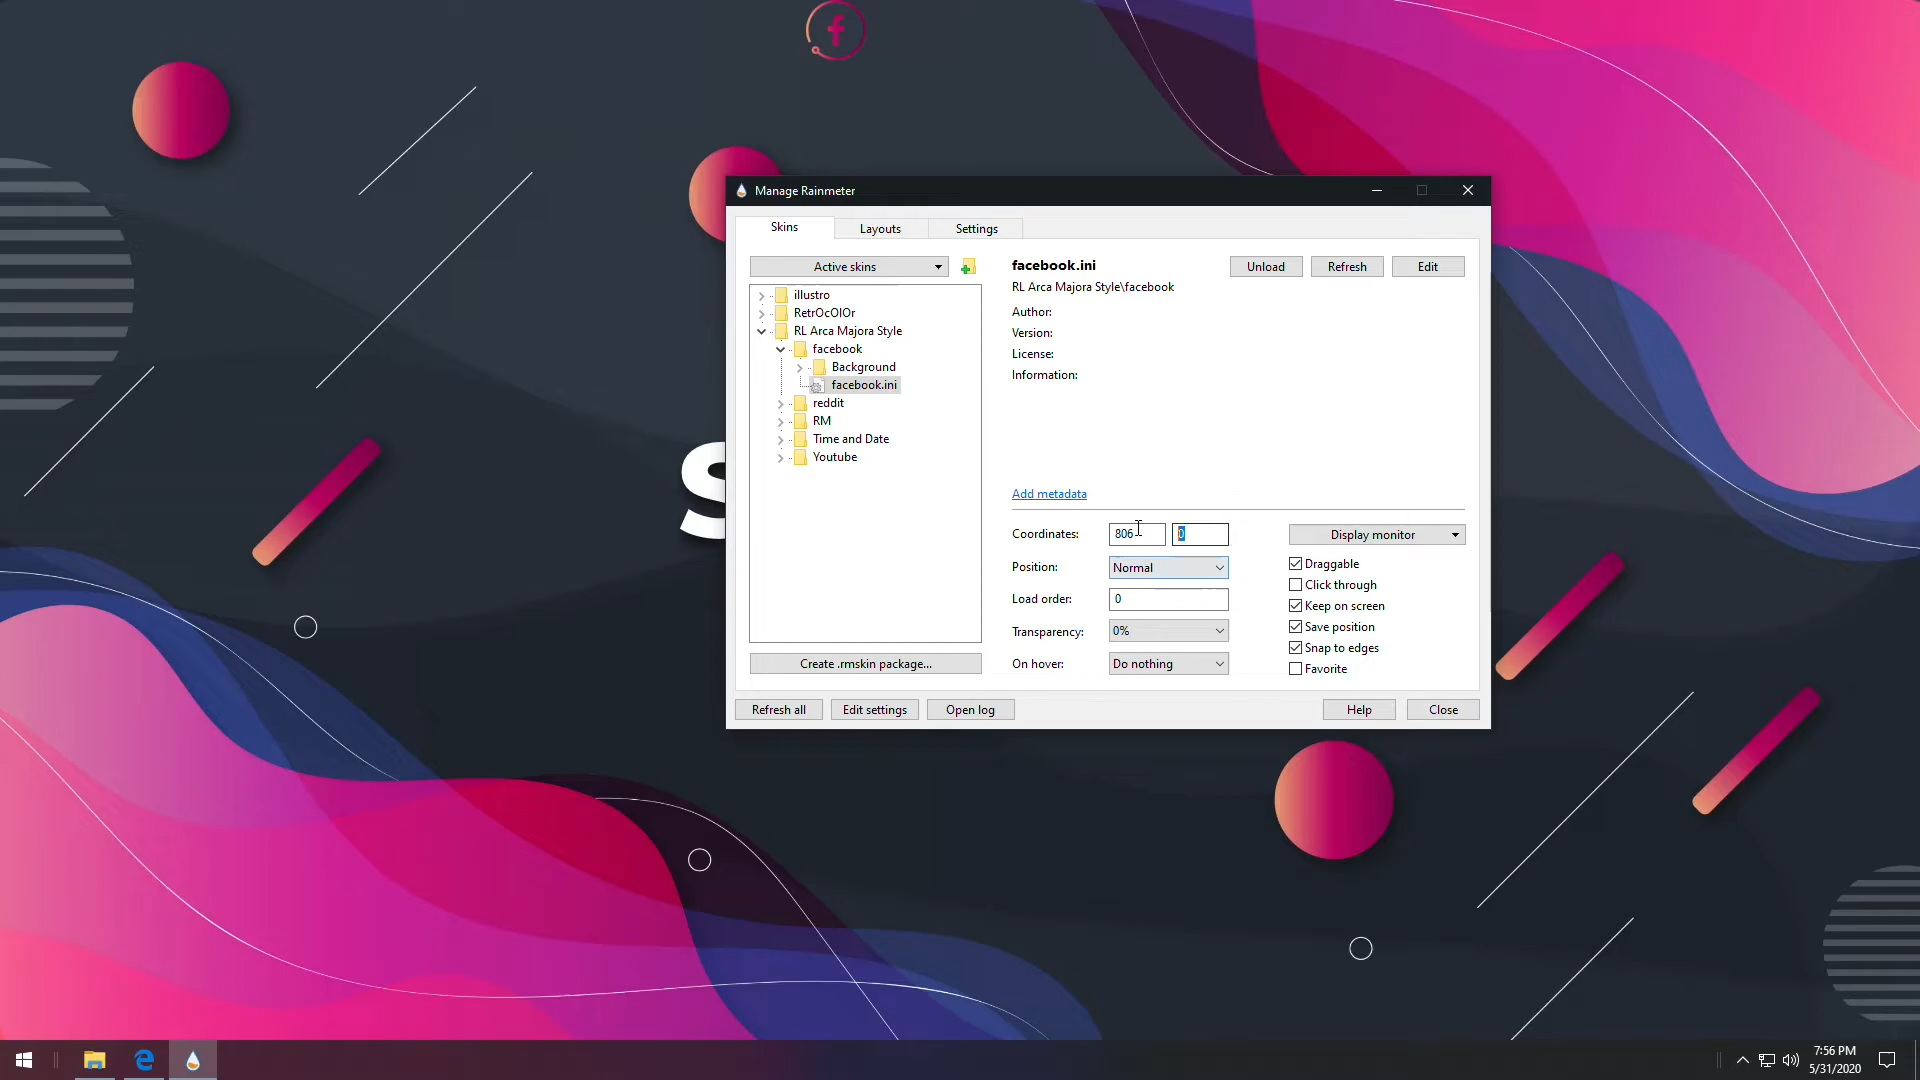 f
S
Manage Rainmeter
Skins
Layouts
Settings
Active skins
illustro
RetrOcOlOr
RL Arca Majora Style
facebook
Background
facebook.ini
reddit
RM
Time and Date
Youtube
Create .rmskin package...
facebook.ini
Unload
Refresh
Edit
RL Arca Majora Style\facebook
Author:
Version:
License:
Information:
Add metadata
Coordinates:
806
0
Display monitor
Position:
Normal
Load order:
0
Transparency:
0%
On hover:
Do nothing
Draggable
Click through
Keep on screen
Save position
Snap to edges
Favorite
Refresh all
Edit settings
Open log
Help
Close
7:56 PM
5/31/2020